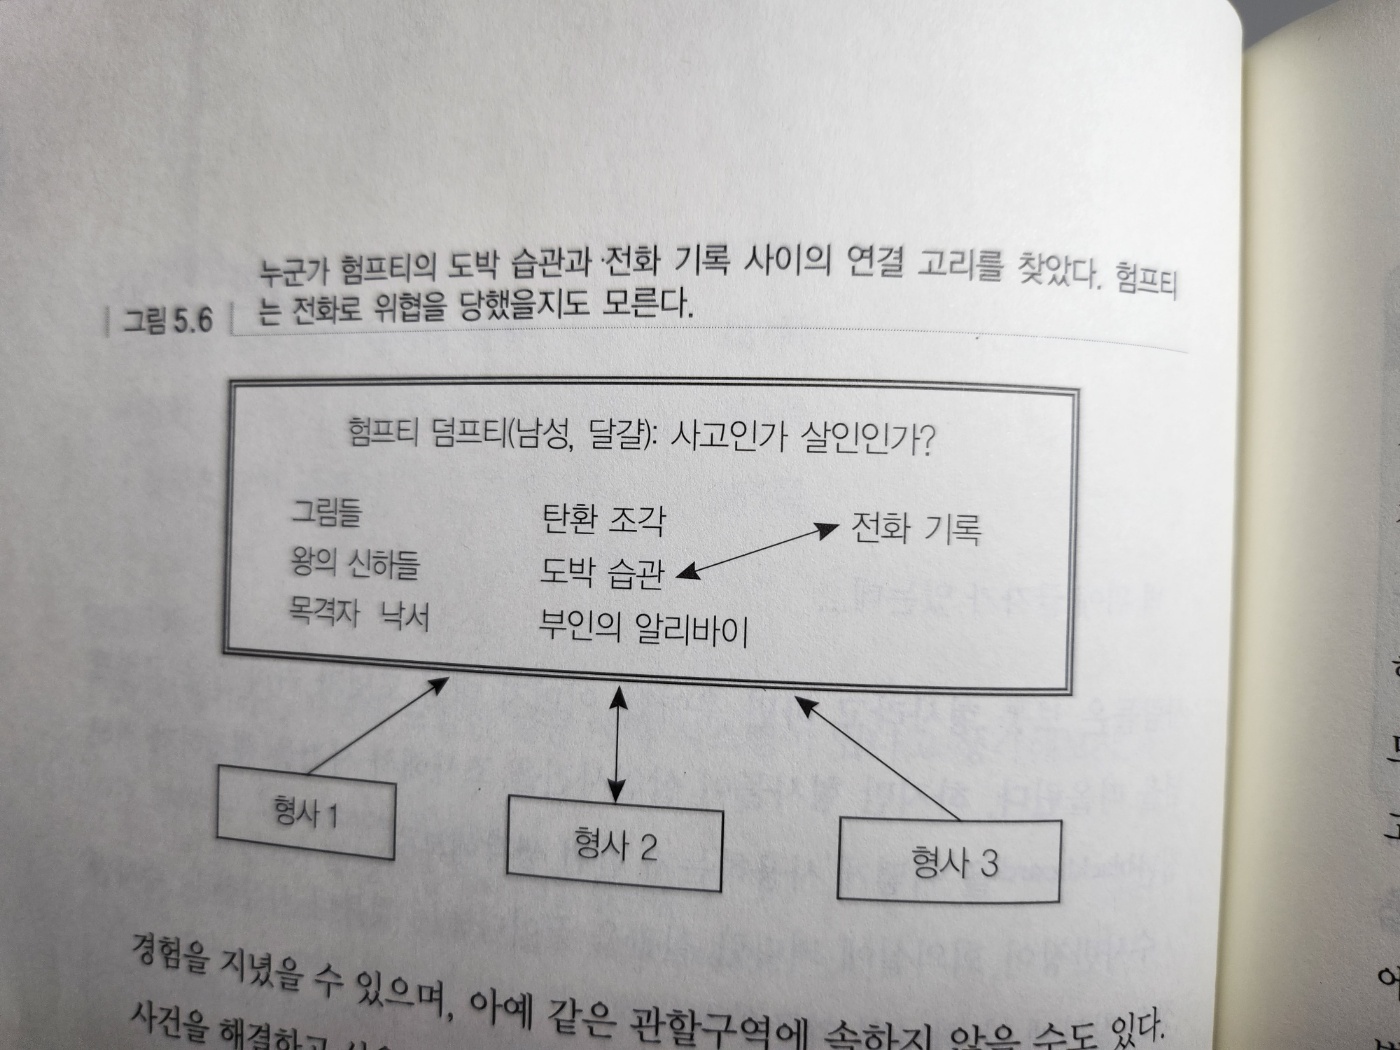 누군가 험프티의 도박 습관과 전화 기록 사이의 연결 고리를 찾았다. 험프티
그림 5.6
는 전화로 위협을 당했을지도 모른다.
험프티 덤프티(남성, 달걀): 사고인가 살인인가?
그림들 탄환 조각 전화 기록
왕의 신하들 도박 습관
목격자 낙서 부인의 알리바이
형사 1
형사 2
형사 3
경험을 지녔을 수 있으며, 아예 같은 관할구역에 속하지 않을 수도 있다.
사건을 해결하고